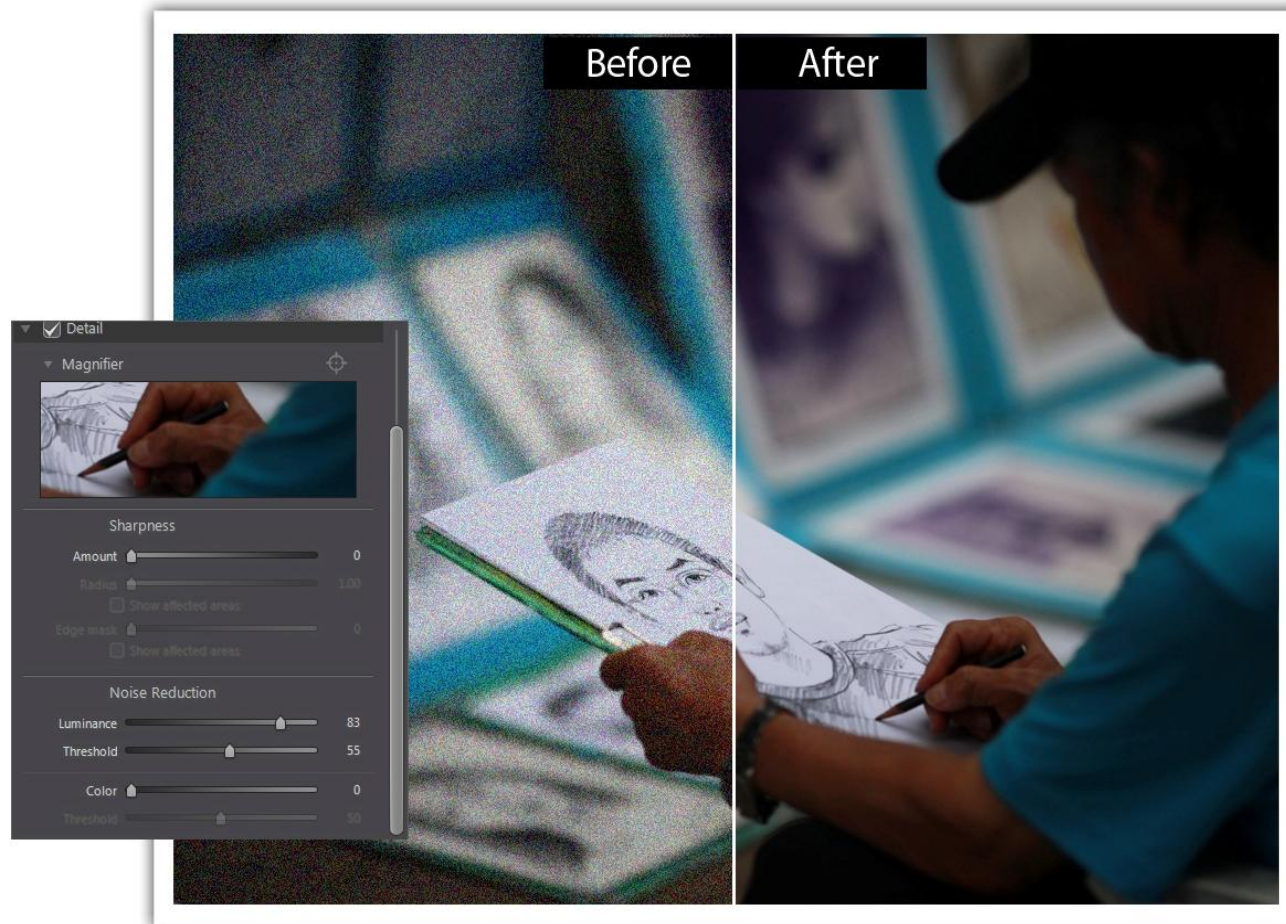 Before
After
Detail
Magnifier
Sharpness
Amount 0
Radius 1.00
Show affected areas
Edge mask 0
Show affected areas
Noise Reduction
Luminance 83
Threshold 55
Color 0
Threshold 50